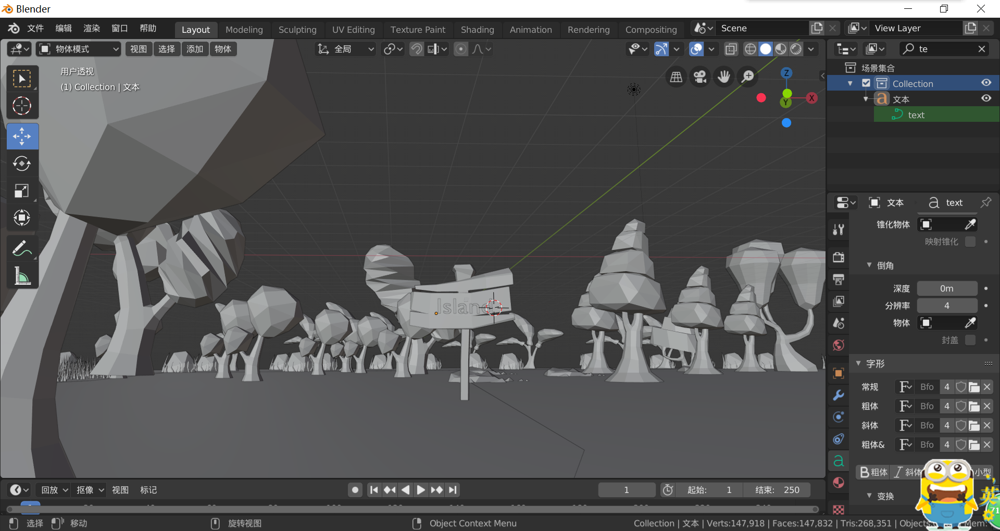 Blender
文件 编辑 渲染 窗口 帮助 Layout Modeling Sculpting UV Editing Texture Paint Shading Animation Rendering Compositing Scene View Layer
物体模式 视图 选择 添加 物体 全局 te
用户透视
(1) Collection | 文本
Z
X
Y
场景集合
Collection
文本
text
文本 text
锥化物体
映射锥化
倒角
深度 0m
分辨率 4
物体
封盖
字形
常规 Bfo 4
粗体 Bfo 4
斜体 Bfo 4
粗体& Bfo 4
B 粗体 I 斜体 小型
变换
Island
英
71
回放 抠像 视图 标记 1 起始: 1 结束: 250
选择 移动 旋转视图 Object Context Menu Collection | 文本 | Verts:147,918 | Faces:147,832 | Tris:268,351 | Objects: Mem: